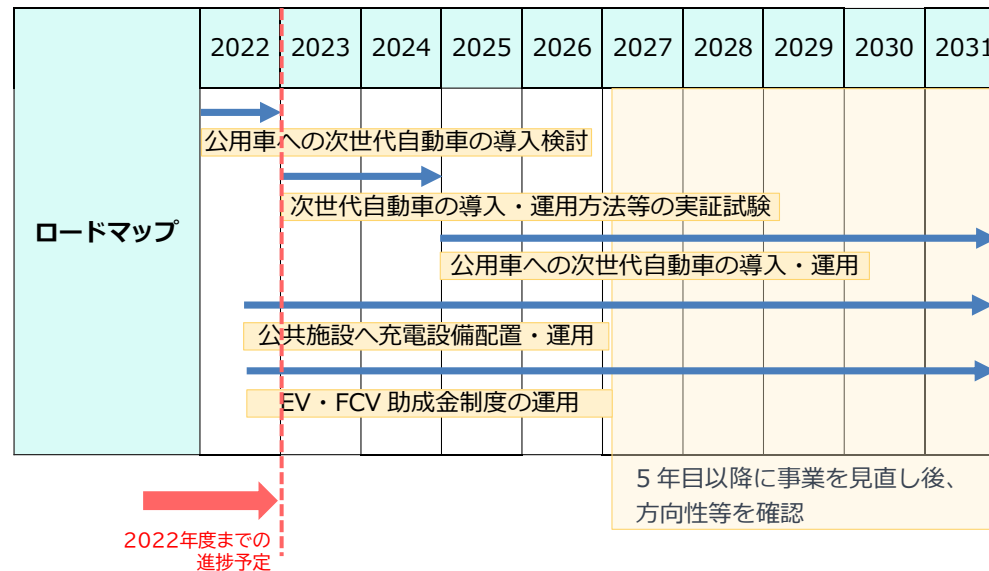 2022 2023 2024 2025 2026 2027 2028 2029 2030 2031
公用車への次世代自動車の導入検討
次世代自動車の導入・運用方法等の実証試験
ロードマップ
公用車への次世代自動車の導入・運用
公共施設へ充電設備配置・運用
EV・FCV 助成金制度の運用
5 年目以降に事業を見直し後、
方向性等を確認
2022年度までの
進捗予定